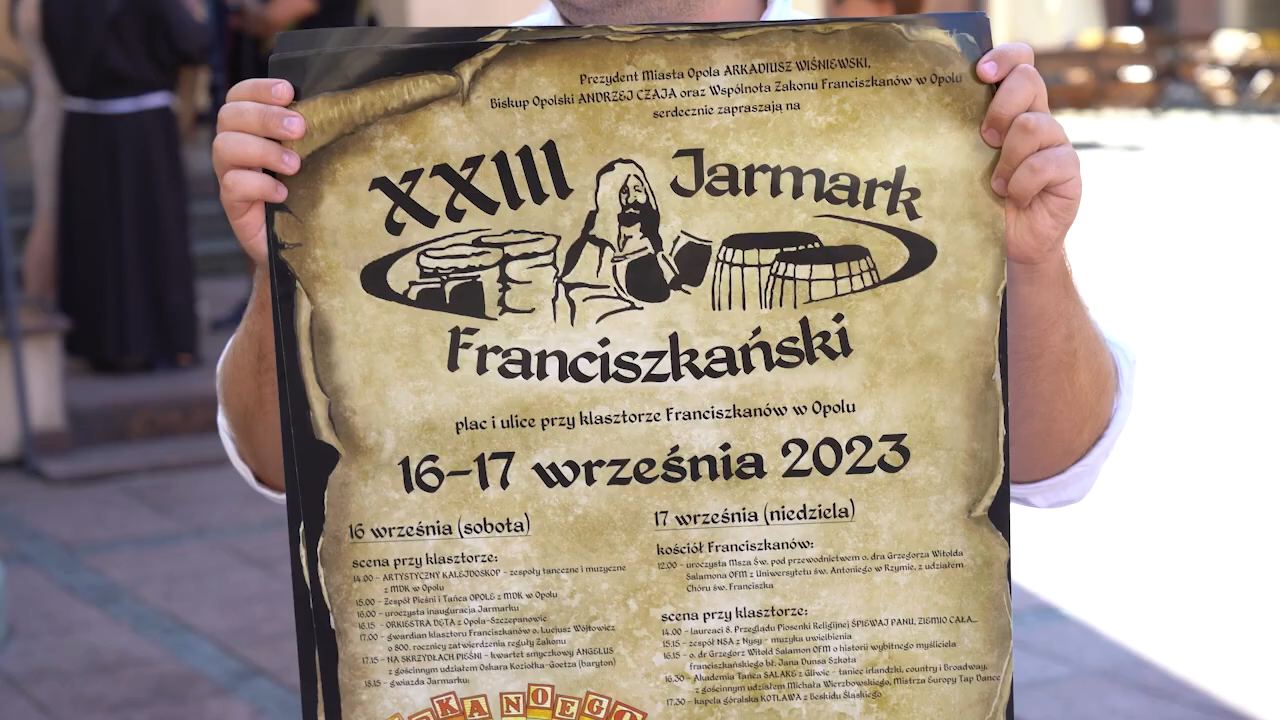 Prezydent Miasta Opola ARKADIUSZ WIŚNIEWSKI,
Biskup Opolski ANDRZEJ CZAJA oraz Wspólnota Zakonu Franciszkanów w Opolu
serdecznie zapraszają na
XXIII Jarmark
Franciszkański
plac i ulice przy klasztorze Franciszkanów w Opolu
16-17 września 2023
16 września (sobota)
scena przy klasztorze:
14.00 - ARTYSTYCZNY KALEJDOSKOP - zespoły taneczne i muzyczne
z MDK w Opolu
15.00 - Zespół Pieśni i Tańca OPOLE z MDK w Opolu
16.00 - uroczysta inauguracja Jarmarku
16.15 - ORKIESTRA DĘTA z Opola-Szczepanowic
17.00 - gwardian klasztoru Franciszkanów o. Lucjusz Wójtowicz
o 800. rocznicy zatwierdzenia reguły Zakonu
17.15 - NA SKRZYDŁACH PIEŚNI - kwartet smyczkowy ANGELUS
z gościnnym udziałem Oskara Koziołka-Goetza (baryton)
18.15 - gwiazda Jarmarku:
17 września (niedziela)
kościół Franciszkanów:
12.00 - uroczysta Msza Św. pod przewodnictwem o. dra Grzegorza Witolda
Salamona OFM z Uniwersytetu św. Antoniego w Rzymie, z udziałem
Chóru św. Franciszka
scena przy klasztorze:
14.00 - laureaci 8. Przeglądu Piosenki Religijnej ŚPIEWAJ PANU, ZIEMIO CAŁA...
15.15 - zespół NSA z Nysy - muzyka uwielbienia
16.15 - o. dr Grzegorz Witold Salamon OFM o historii wybitnego myśliciela
franciszkańskiego bł. Jana Dunsa Szkota
16.30 - Akademia Tańca SALAKE z Gliwic - taniec irlandzki, country i Broadway,
z gościnnym udziałem Michała Wierzbowskiego, Mistrza Europy Tap Dance
17.30 - kapela góralska KOTLAWA z Beskidu Śląskiego